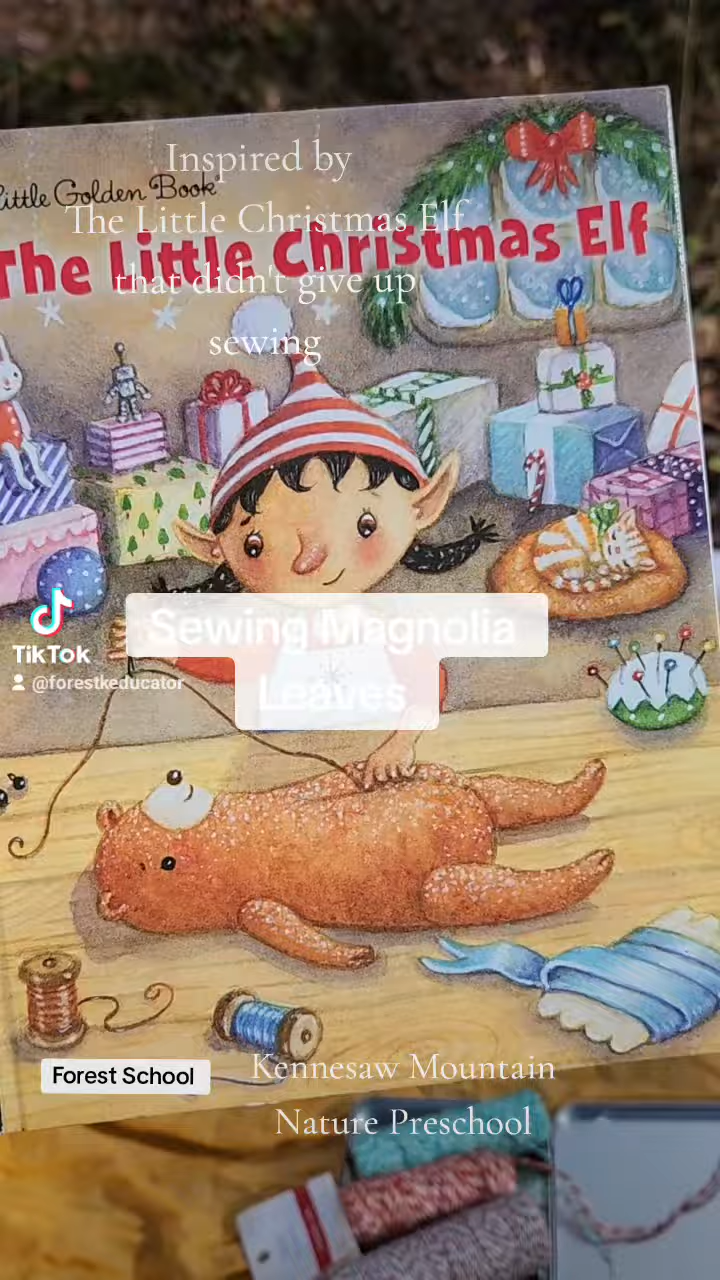 Inspired by
Little Golden Book
The Little Christmas Elf
The Little Christmas Elf
that didn't give up
sewing
Sewing Magnolia
Leaves
TikTok
@forestkeducator
Forest School
Kennesaw Mountain
Nature Preschool